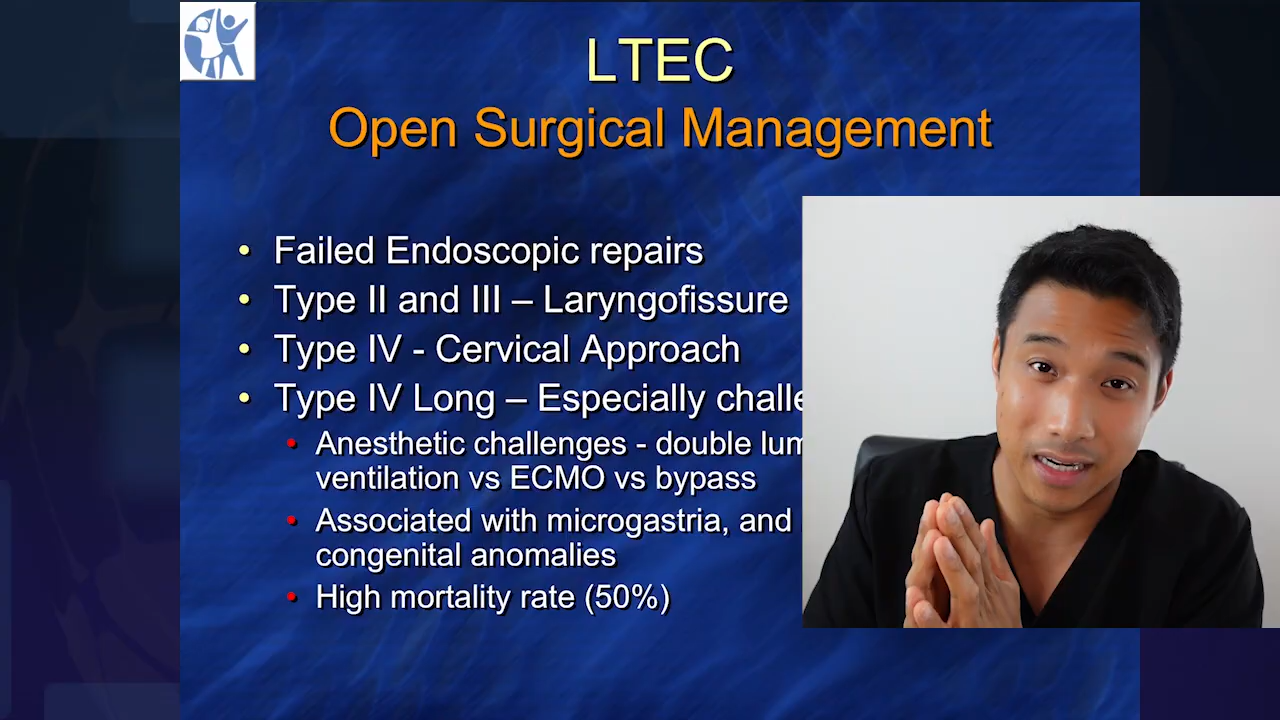 LTEC
Open Surgical Management
• Failed Endoscopic repairs
• Type II and III – Laryngofissure
• Type IV - Cervical Approach
• Type IV Long – Especially
• Anesthetic challenges - double
ventilation vs ECMO vs bypass
• Associated with microgastria, and
congenital anomalies
• High mortality rate (50%)